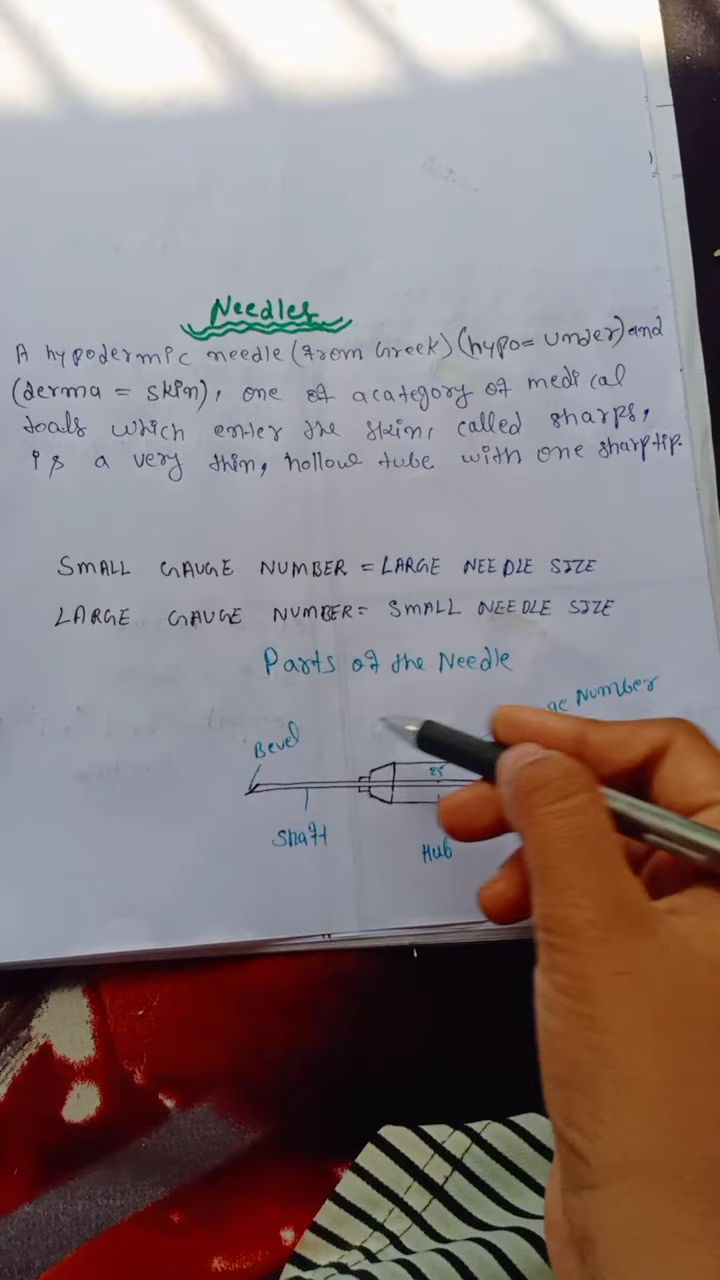 Needles
A hypodermic needle (from Greek) (hypo= under) and
(derma = skin), one of a category of medical
toals which enter the skin, called sharps,
is a very thin, hollow tube with one sharp tip.
SMALL GAUGE NUMBER = LARGE NEEDLE SIZE
LARGE GAUGE NUMBER= SMALL NEEDLE SIZE
Parts of the Needle
Number
Bevel
25
Shaft
Hub